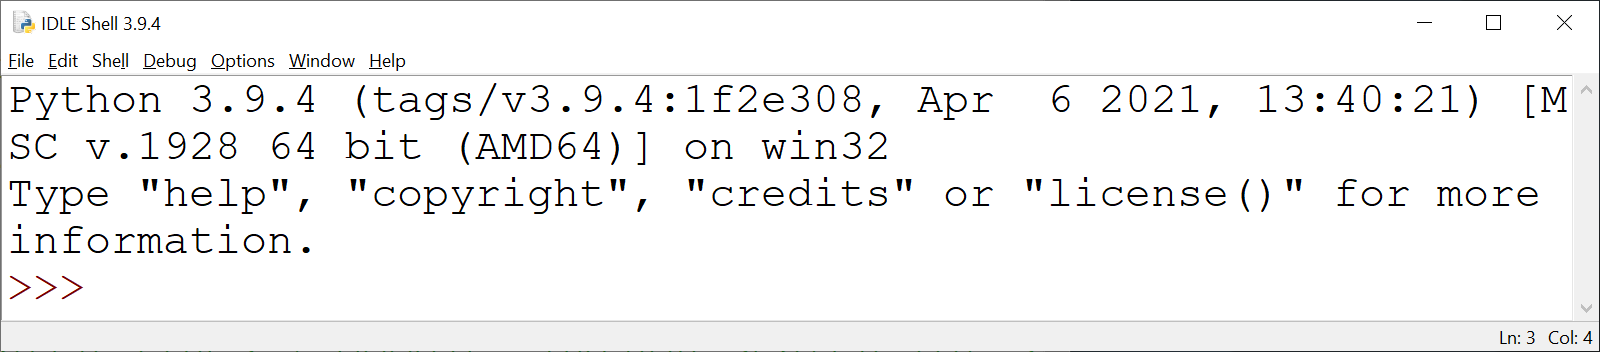 IDLE Shell 3.9.4
File Edit Shell Debug Options Window Help
Python 3.9.4 (tags/v3.9.4:1f2e308, Apr  6 2021, 13:40:21) [M
SC v.1928 64 bit (AMD64)] on win32
Type "help", "copyright", "credits" or "license()" for more
information.
>>>
Ln: 3 Col: 4